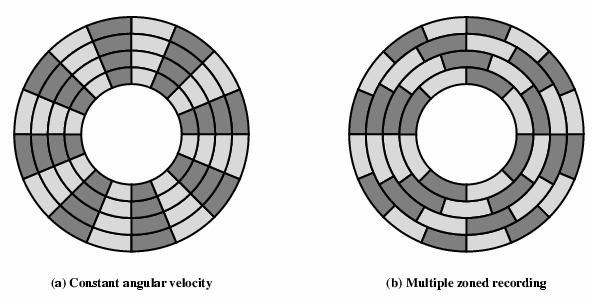 (a) Constant angular velocity
(b) Multiple zoned recording